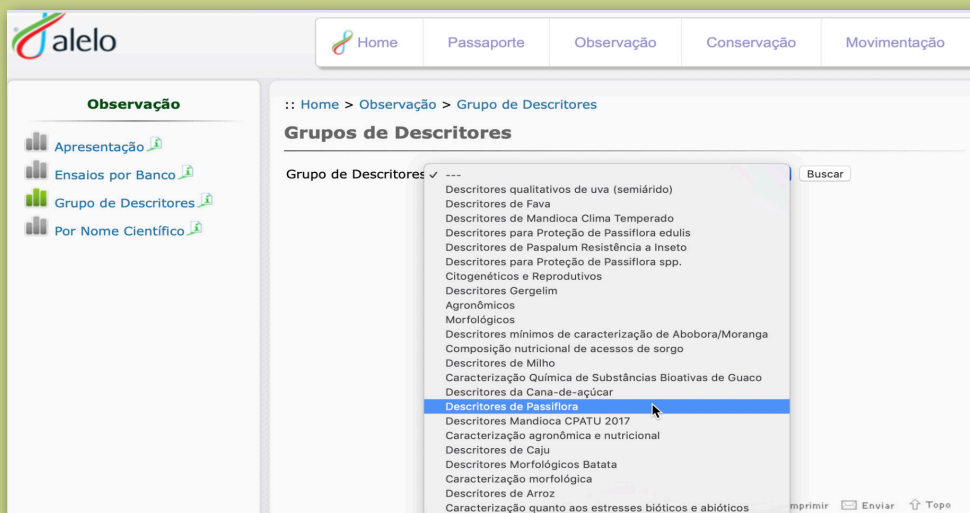 alelo
Home Passaporte Observação Conservação Movimentação
Observação
Apresentação
Ensaios por Banco
Grupo de Descritores
Por Nome Científico
:: Home > Observação > Grupo de Descritores
Grupos de Descritores
Grupo de Descritores ✓ --- Buscar
Descritores qualitativos de uva (semiárido)
Descritores de Fava
Descritores de Mandioca Clima Temperado
Descritores para Proteção de Passiflora edulis
Descritores de Paspalum Resistência a Inseto
Descritores para Proteção de Passiflora spp.
Citogenéticos e Reprodutivos
Descritores Gergelim
Agronômicos
Morfológicos
Descritores mínimos de caracterização de Abobora/Moranga
Composição nutricional de acessos de sorgo
Descritores de Milho
Caracterização Química de Substâncias Bioativas de Guaco
Descritores da Cana-de-açúcar
Descritores de Passiflora
Descritores Mandioca CPATU 2017
Caracterização agronômica e nutricional
Descritores de Caju
Descritores Morfológicos Batata
Caracterização morfológica
Descritores de Arroz
Caracterização quanto aos estresses bióticos e abióticos
mprimir Enviar Topo